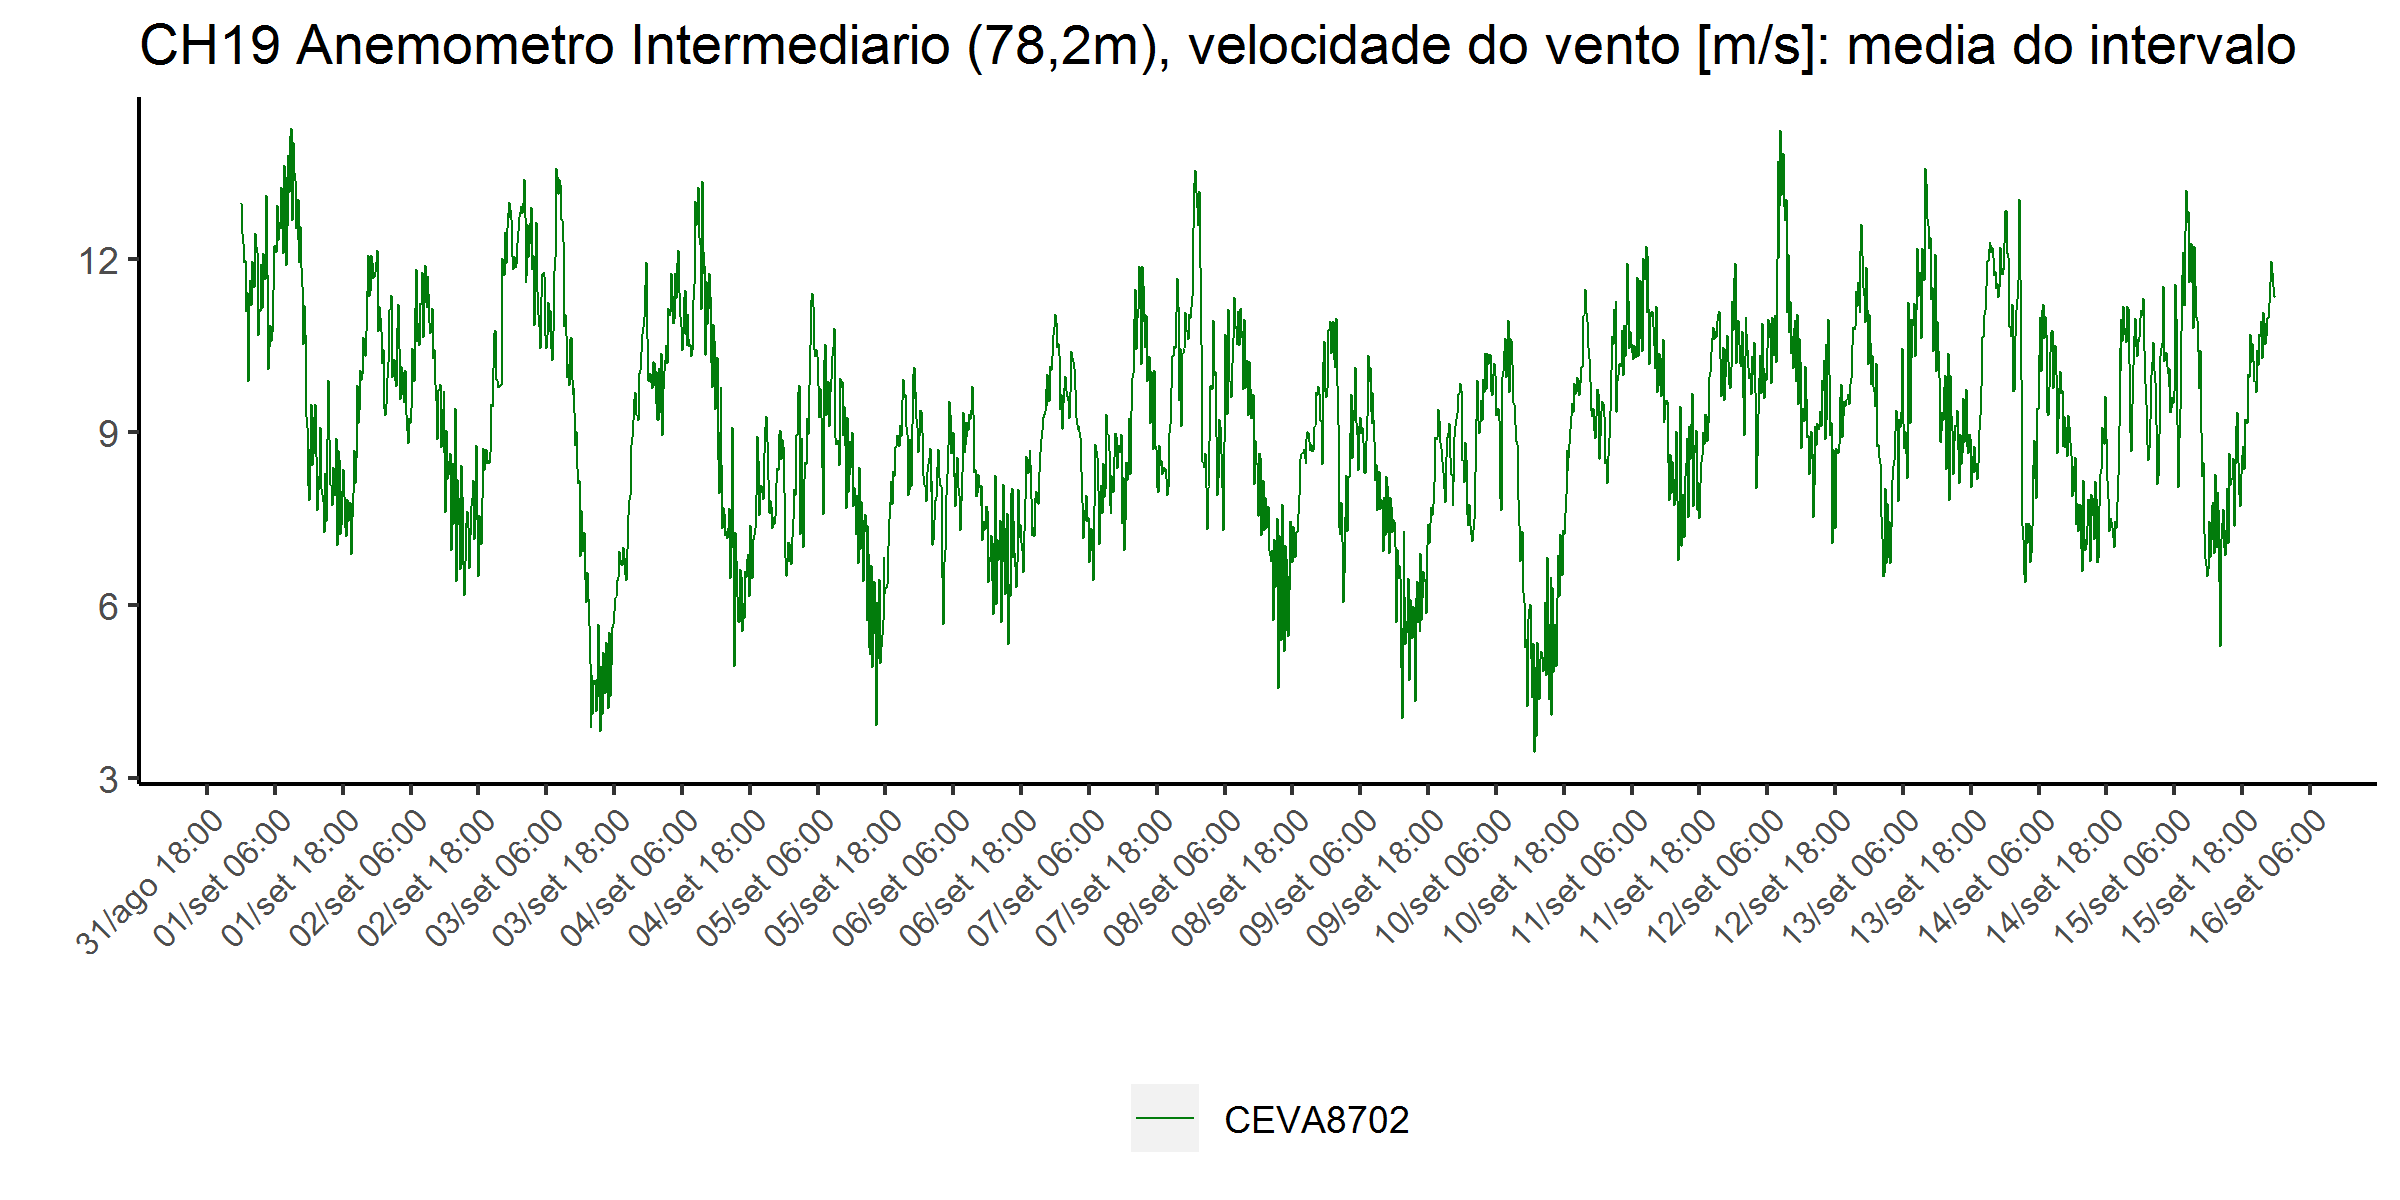 CH19 Anemometro Intermediario (78,2m), velocidade do vento [m/s]: media do intervalo
12
9
6
3
31/ago 18:00
01/set 06:00
01/set 18:00
02/set 06:00
02/set 18:00
03/set 06:00
03/set 18:00
04/set 06:00
04/set 18:00
05/set 06:00
05/set 18:00
06/set 06:00
06/set 18:00
07/set 06:00
07/set 18:00
08/set 06:00
08/set 18:00
09/set 06:00
09/set 18:00
10/set 06:00
10/set 18:00
11/set 06:00
11/set 18:00
12/set 06:00
12/set 18:00
13/set 06:00
13/set 18:00
14/set 06:00
14/set 18:00
15/set 06:00
15/set 18:00
16/set 06:00
CEVA8702